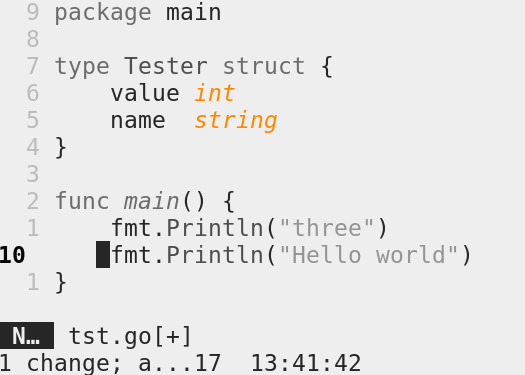 9 package main
8
7 type Tester struct {
6     value int
5     name  string
4 }
3
2 func main() {
1     fmt.Println("three")
10     fmt.Println("Hello world")
1 }
N… tst.go[+]
1 change; a...17  13:41:42